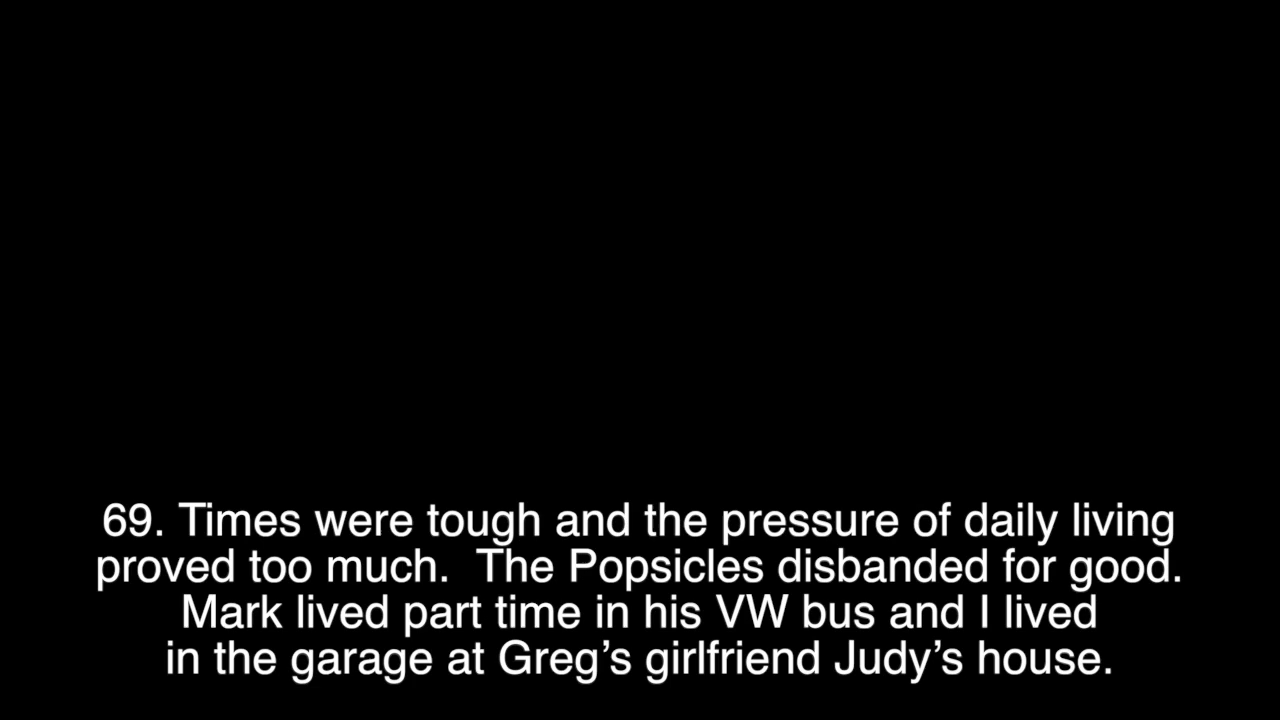 69. Times were tough and the pressure of daily living
proved too much.  The Popsicles disbanded for good.
Mark lived part time in his VW bus and I lived
in the garage at Greg’s girlfriend Judy’s house.